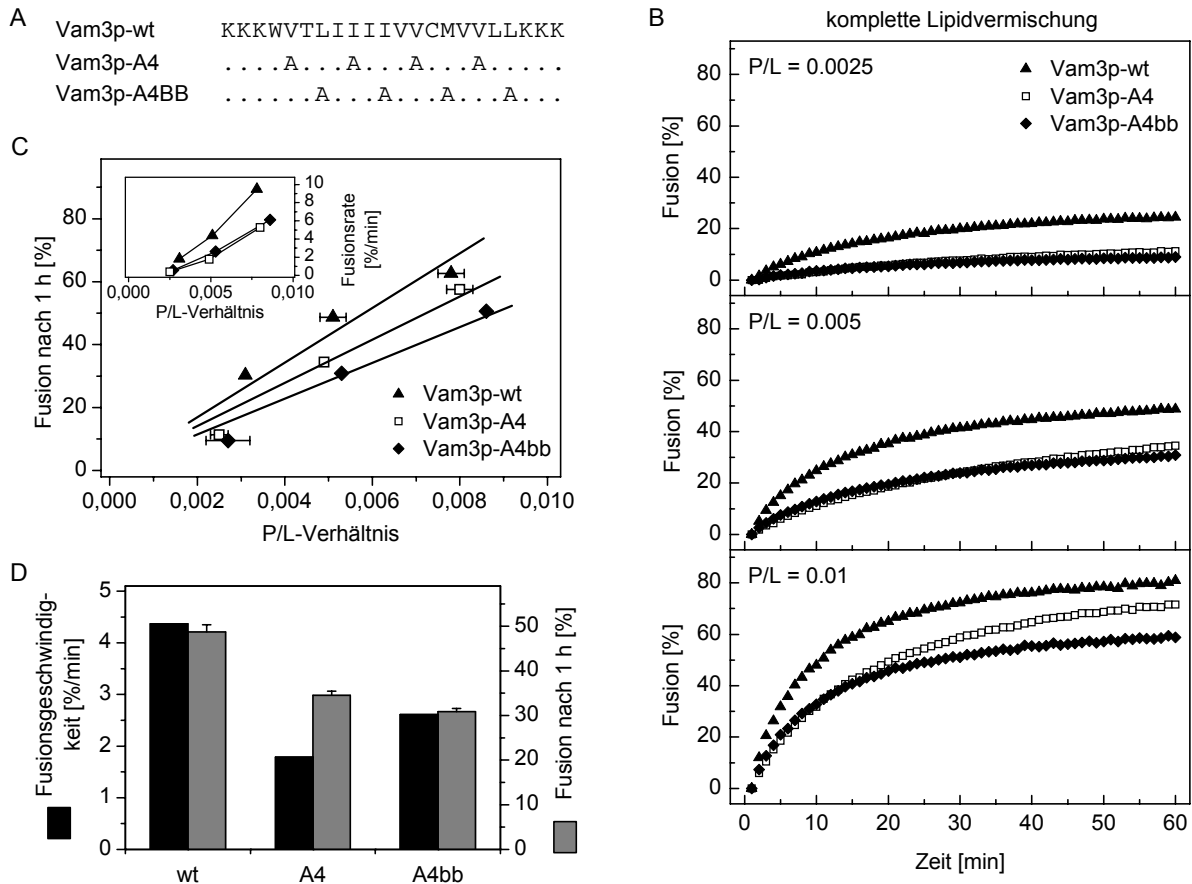 A
Vam3p-wt KKKWVTLIIIIVVCMVVLLKKK
Vam3p-A4 ....A...A...A...A.....
Vam3p-A4BB ......A...A...A...A...
B
komplette Lipidvermischung
P/L = 0.0025
Vam3p-wt
Vam3p-A4
Vam3p-A4bb
Fusion [%]
80
60
40
20
0
P/L = 0.005
Fusion [%]
80
60
40
20
0
P/L = 0.01
Fusion [%]
80
60
40
20
0
0 10 20 30 40 50 60
Zeit [min]
C
Fusion nach 1 h [%]
80
60
40
20
0
0,000 0,002 0,004 0,006 0,008 0,010
P/L-Verhältnis
Vam3p-wt
Vam3p-A4
Vam3p-A4bb
10
8
6
4
2
0
Fusionsrate
[%/min]
0,000 0,005 0,010
P/L-Verhältnis
D
Fusionsgeschwindig-
keit [%/min]
5
4
3
2
1
0
wt A4 A4bb
50
40
30
20
10
0
Fusion nach 1 h [%]